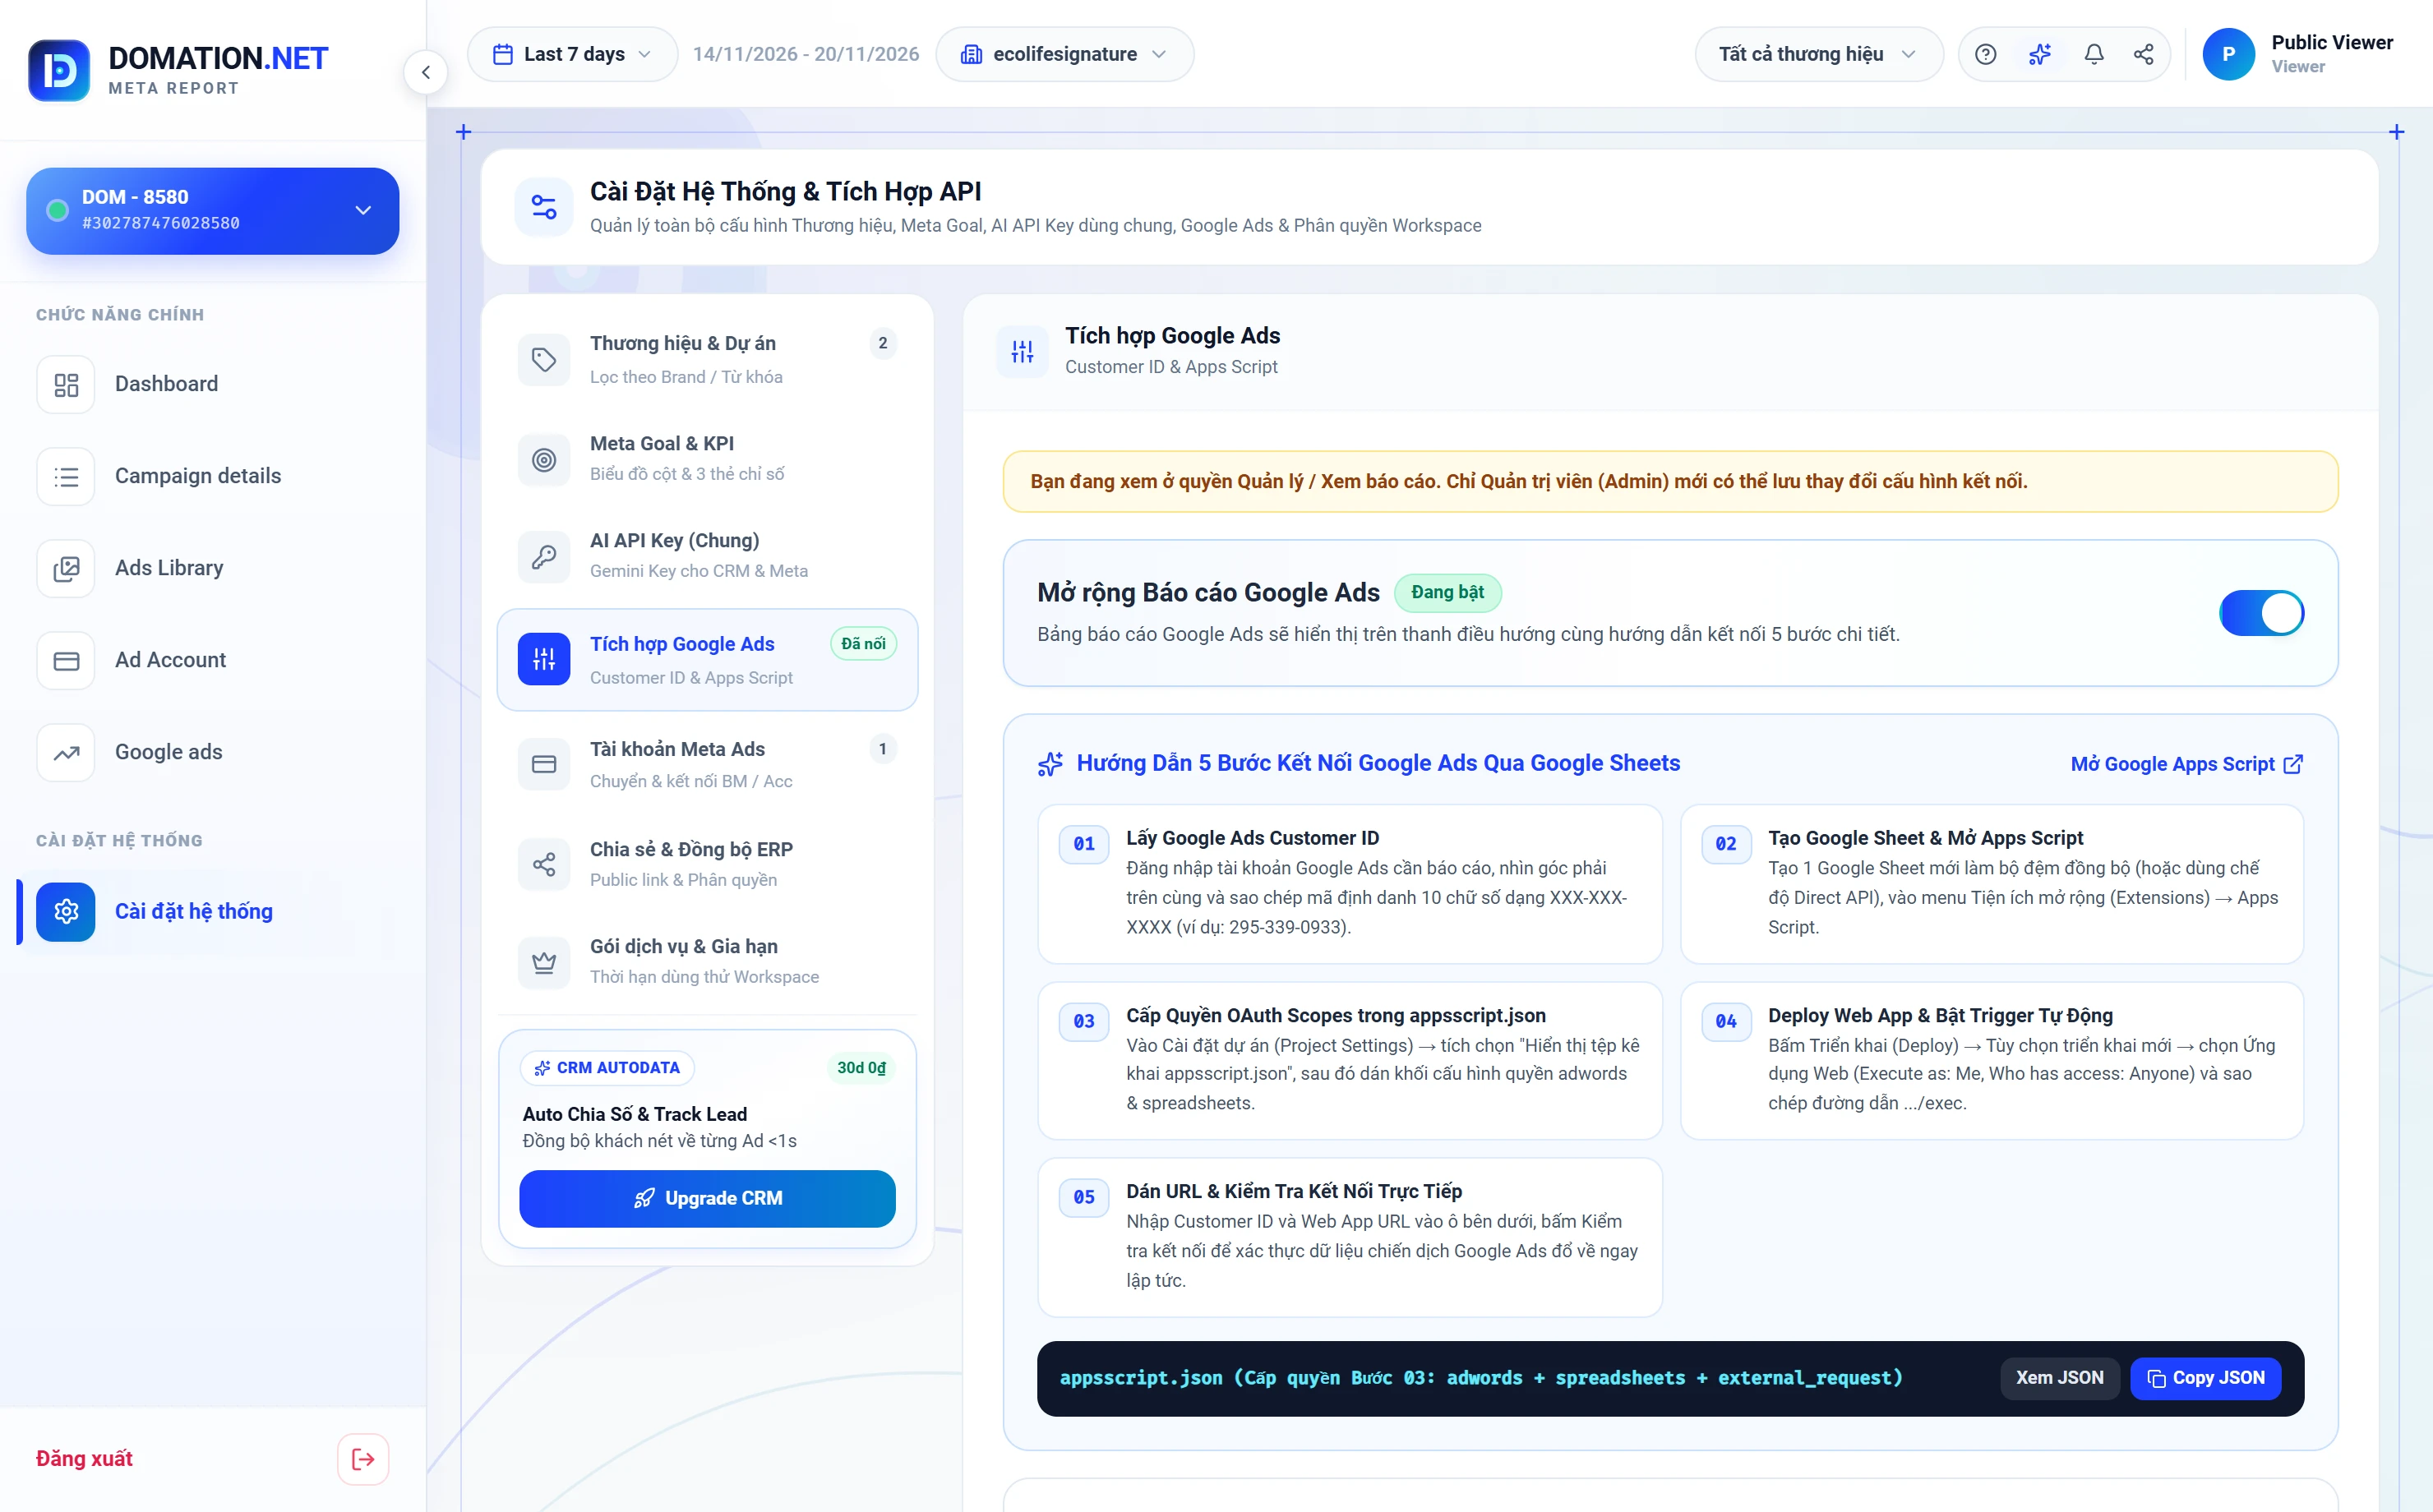 DOMATION.NET
META REPORT
DOM - 8580
#302787476028580
CHỨC NĂNG CHÍNH
Dashboard
Campaign details
Ads Library
Ad Account
Google ads
CÀI ĐẶT HỆ THỐNG
Cài đặt hệ thống
Đăng xuất
Last 7 days
14/11/2026 - 20/11/2026
ecolifesignature
Tất cả thương hiệu
P
Public Viewer
Viewer
Cài Đặt Hệ Thống & Tích Hợp API
Quản lý toàn bộ cấu hình Thương hiệu, Meta Goal, AI API Key dùng chung, Google Ads & Phân quyền Workspace
Thương hiệu & Dự án
2
Lọc theo Brand / Từ khóa
Meta Goal & KPI
Biểu đồ cột & 3 thẻ chỉ số
AI API Key (Chung)
Gemini Key cho CRM & Meta
Tích hợp Google Ads
Đã nối
Customer ID & Apps Script
Tài khoản Meta Ads
1
Chuyển & kết nối BM / Acc
Chia sẻ & Đồng bộ ERP
Public link & Phân quyền
Gói dịch vụ & Gia hạn
Thời hạn dùng thử Workspace
CRM AUTODATA
30d 0₫
Auto Chia Số & Track Lead
Đồng bộ khách nét về từng Ad <1s
Upgrade CRM
Tích hợp Google Ads
Customer ID & Apps Script
Bạn đang xem ở quyền Quản lý / Xem báo cáo. Chỉ Quản trị viên (Admin) mới có thể lưu thay đổi cấu hình kết nối.
Mở rộng Báo cáo Google Ads
Đang bật
Bảng báo cáo Google Ads sẽ hiển thị trên thanh điều hướng cùng hướng dẫn kết nối 5 bước chi tiết.
Hướng Dẫn 5 Bước Kết Nối Google Ads Qua Google Sheets
Mở Google Apps Script
01
Lấy Google Ads Customer ID
Đăng nhập tài khoản Google Ads cần báo cáo, nhìn góc phải
trên cùng và sao chép mã định danh 10 chữ số dạng XXX-XXX-
XXXX (ví dụ: 295-339-0933).
02
Tạo Google Sheet & Mở Apps Script
Tạo 1 Google Sheet mới làm bộ đệm đồng bộ (hoặc dùng chế
độ Direct API), vào menu Tiện ích mở rộng (Extensions) → Apps
Script.
03
Cấp Quyền OAuth Scopes trong appsscript.json
Vào Cài đặt dự án (Project Settings) → tích chọn "Hiển thị tệp kê
khai appsscript.json", sau đó dán khối cấu hình quyền adwords
& spreadsheets.
04
Deploy Web App & Bật Trigger Tự Động
Bấm Triển khai (Deploy) → Tùy chọn triển khai mới → chọn Ứng
dụng Web (Execute as: Me, Who has access: Anyone) và sao
chép đường dẫn .../exec.
05
Dán URL & Kiểm Tra Kết Nối Trực Tiếp
Nhập Customer ID và Web App URL vào ô bên dưới, bấm Kiểm
tra kết nối để xác thực dữ liệu chiến dịch Google Ads đổ về ngay
lập tức.
appsscript.json (Cấp quyền Bước 03: adwords + spreadsheets + external_request)
Xem JSON
Copy JSON